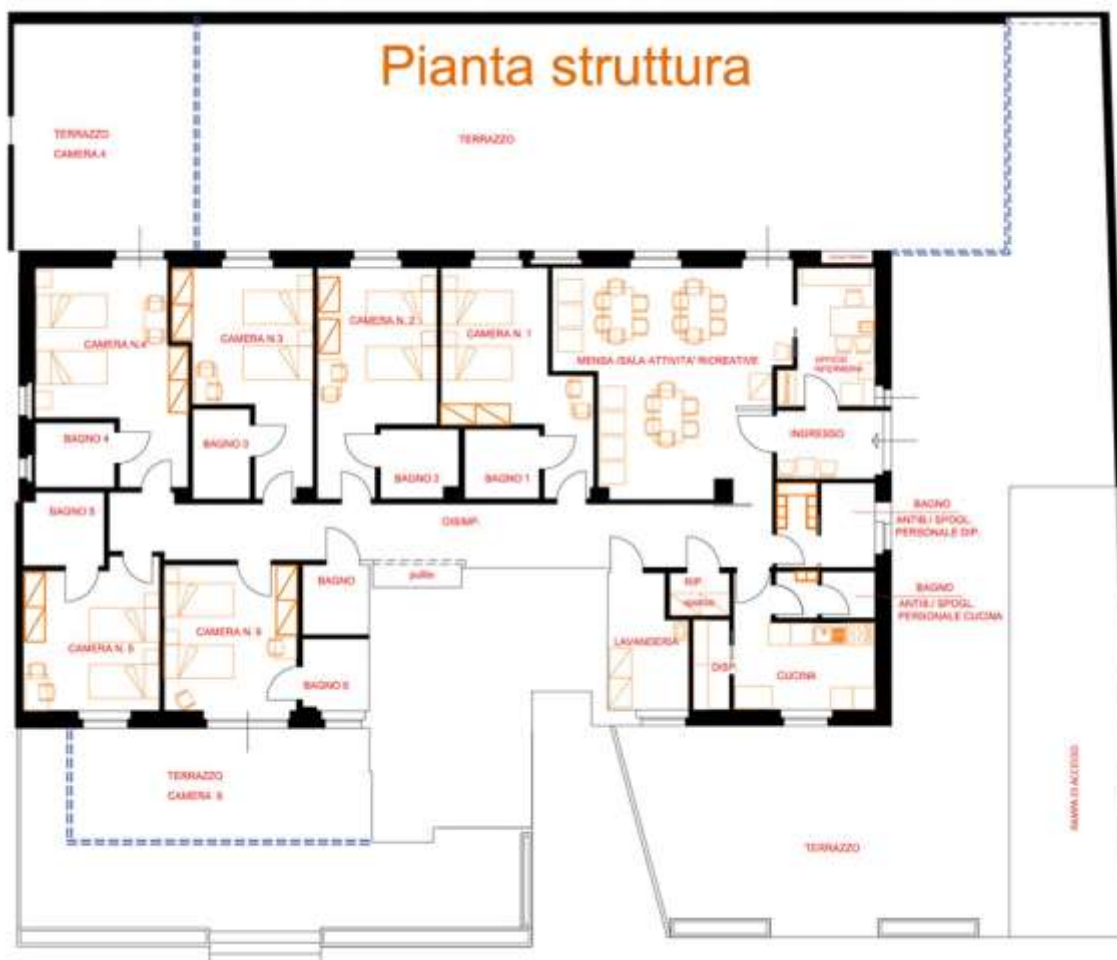 Pianta struttura
TERRAZZO
CAMERA 4
TERRAZZO
CAMERA N.4
CAMERA N.3
CAMERA N. 2
CAMERA N. 1
MENSA /SALA ATTIVITA' RICREATIVE
UFFICIO
INFERMERIA
BAGNO 4
BAGNO 3
BAGNO 2
BAGNO 1
INGRESSO
BAGNO 5
DISIMP.
BAGNO
ANTIB./ SPOGL.
PERSONALE DIP.
BAGNO
RIP.
BAGNO
ANTIB./ SPOGL.
PERSONALE CUCINA
CAMERA N. 5
CAMERA N. 6
LAVANDERIA
DISP.
CUCINA
BAGNO 6
TERRAZZO
CAMERA 6
TERRAZZO
RAMPA DI ACCESSO